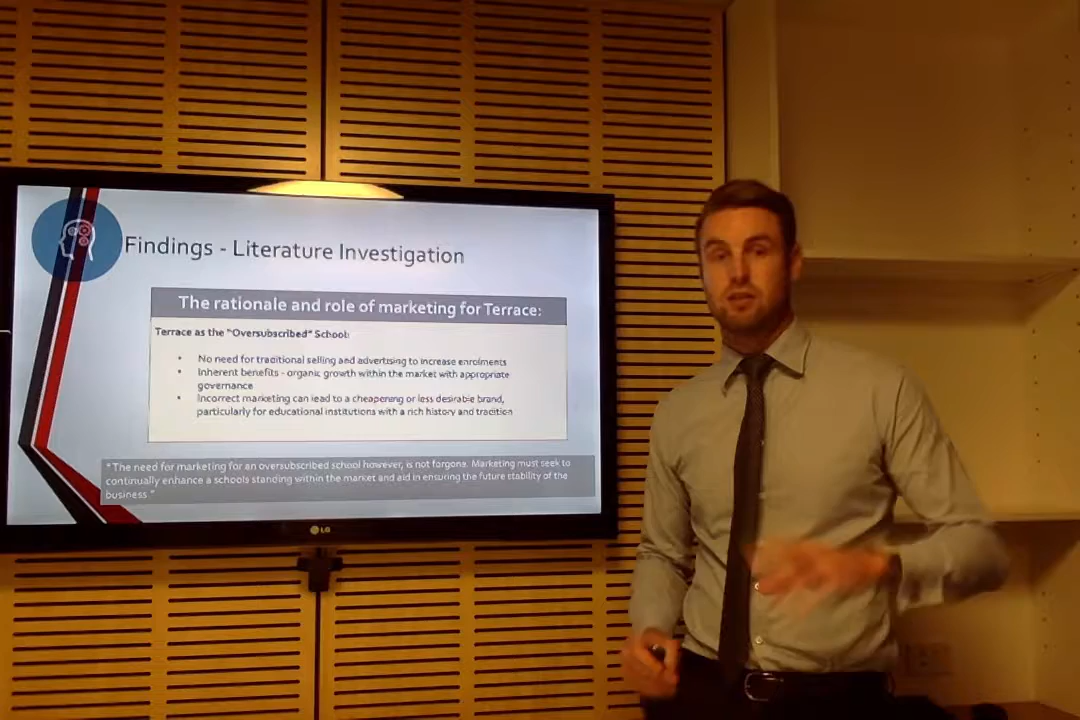 Findings - Literature Investigation
The rationale and role of marketing for Terrace:
Terrace as the "Oversubscribed" School:
• No need for traditional selling and advertising to increase enrolments
• Inherent benefits - organic growth within the market with appropriate
governance
• Incorrect marketing can lead to a cheapening or less desirable brand,
particularly for educational institutions with a rich history and tradition
"The need for marketing for an oversubscribed school however, is not forgone. Marketing must seek to
continually enhance a schools standing within the market and aid in ensuring the future stability of the
business."
LG